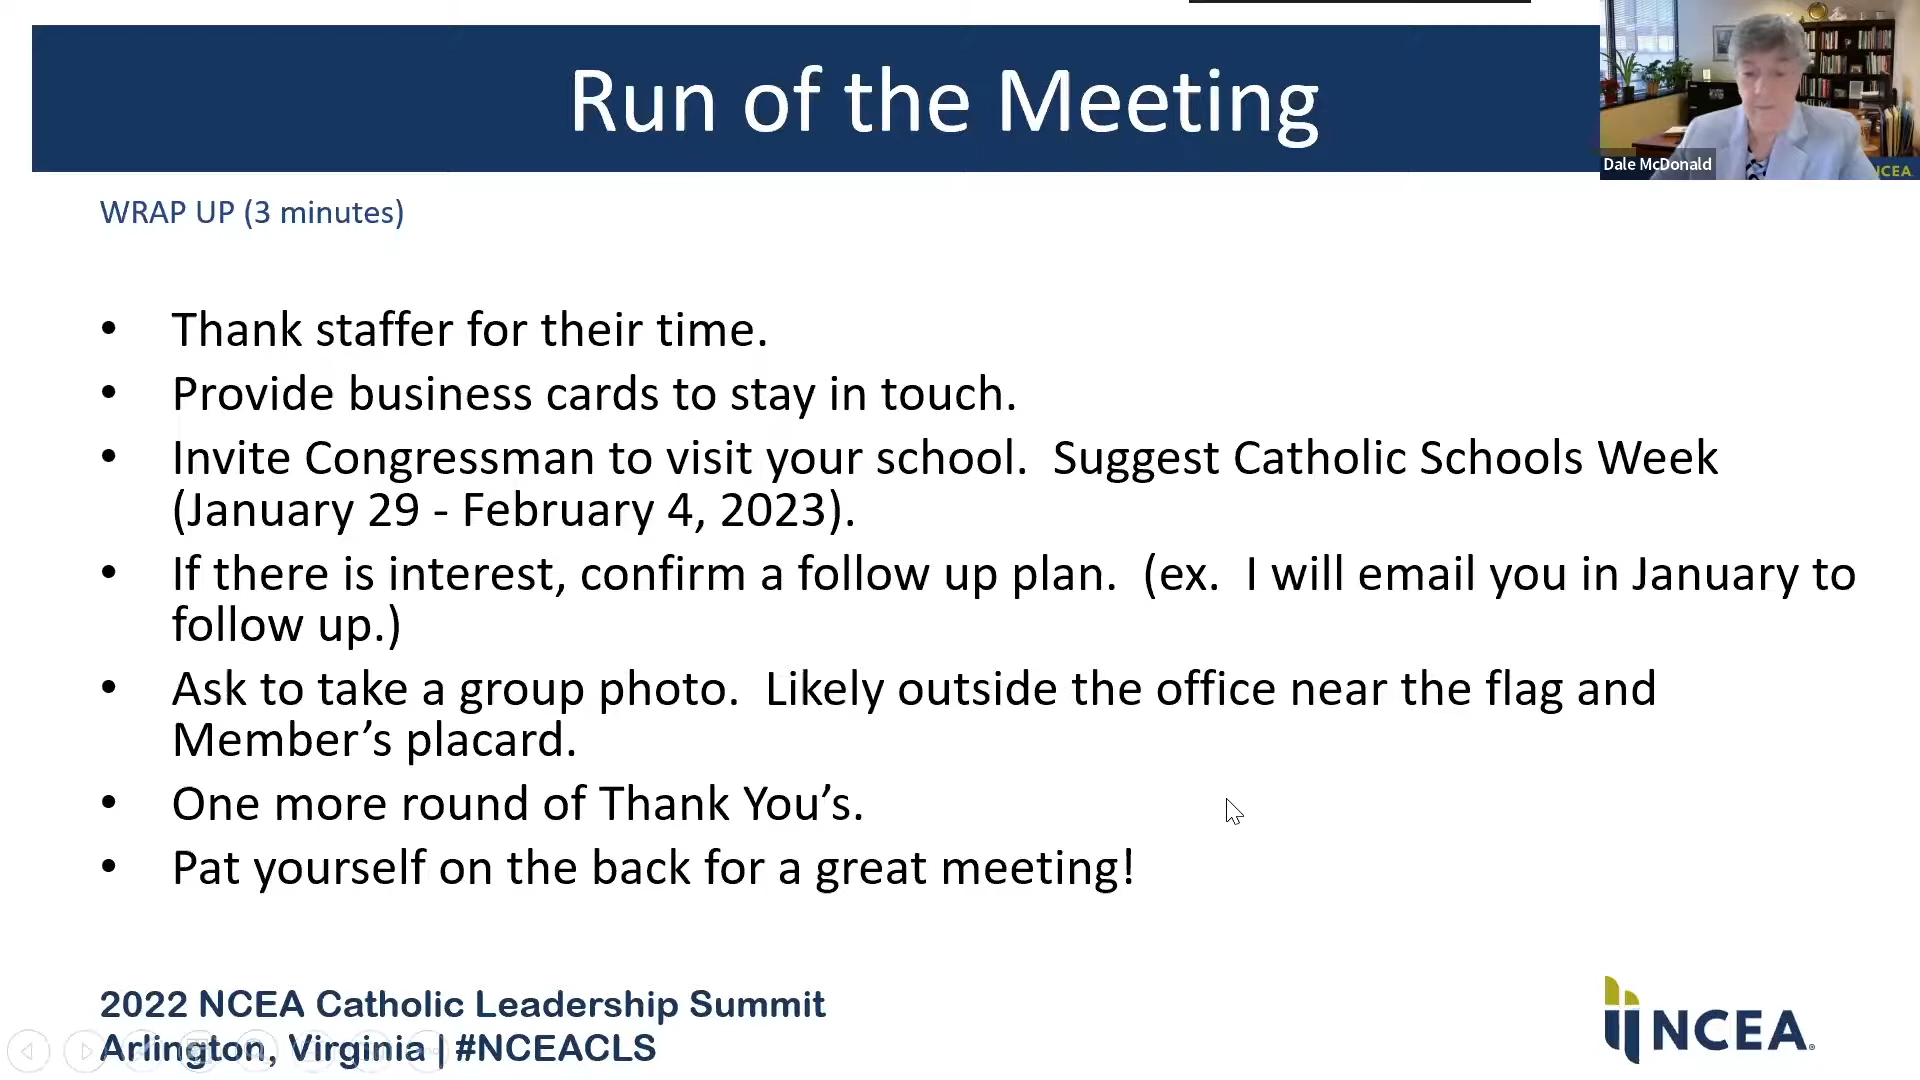 Run of the Meeting
Dale McDonald
NCEA
WRAP UP (3 minutes)
• Thank staffer for their time.
• Provide business cards to stay in touch.
• Invite Congressman to visit your school.  Suggest Catholic Schools Week
(January 29 - February 4, 2023).
• If there is interest, confirm a follow up plan.  (ex.  I will email you in January to
follow up.)
• Ask to take a group photo.  Likely outside the office near the flag and
Member’s placard.
• One more round of Thank You’s.
• Pat yourself on the back for a great meeting!
2022 NCEA Catholic Leadership Summit
Arlington, Virginia | #NCEACLS
NCEA®